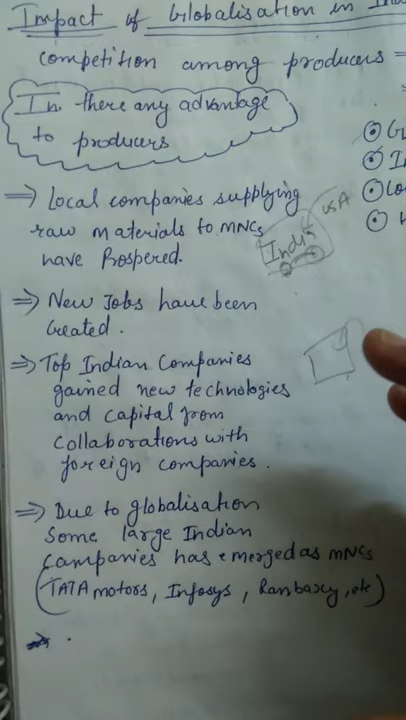 Impact of Globalisation in
competition among producers =
In there any advantage
to producers
⇒ Local companies supplying
raw materials to MNCs
have Prospered.
USA
India
⇒ New Jobs have been
Created.
⇒ Top Indian Companies
gained new technologies
and capital from
collaborations with
foreign companies.
⇒ Due to globalisation
Some large Indian
Companies has emerged as MNCs
(TATA motors, Infosys, Ranbaxy, etc)
⇒ .